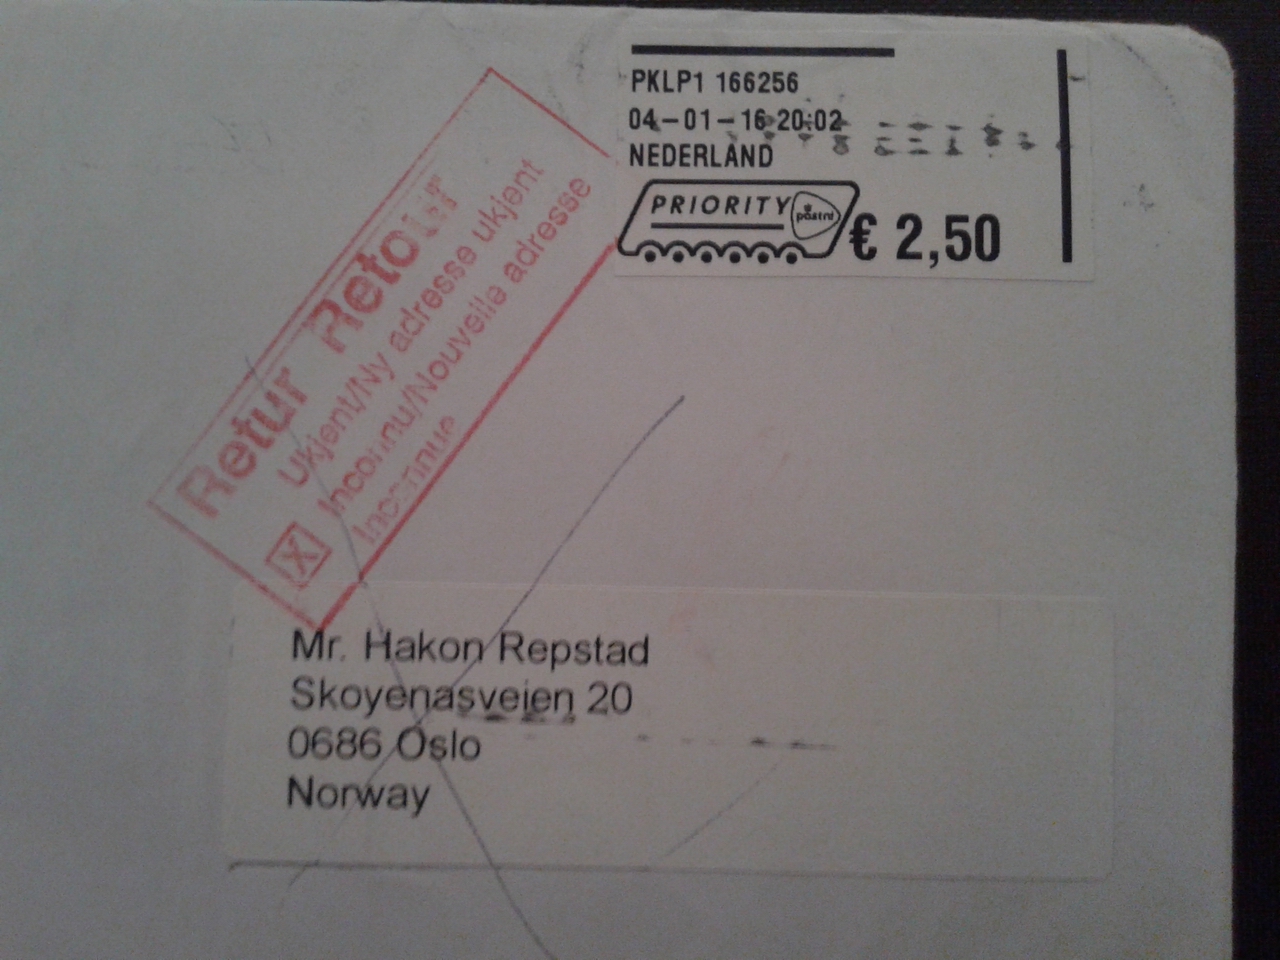 PKLP1 166256
04-01-16 20:02
NEDERLAND
PRIORITY
postnl
€ 2,50
Retur Retour
Ukjent/Ny adresse ukjent
X Inconnu/Nouvelle adresse
Inconnue
Mr. Hakon Repstad
Skoyenasveien 20
0686 Oslo
Norway